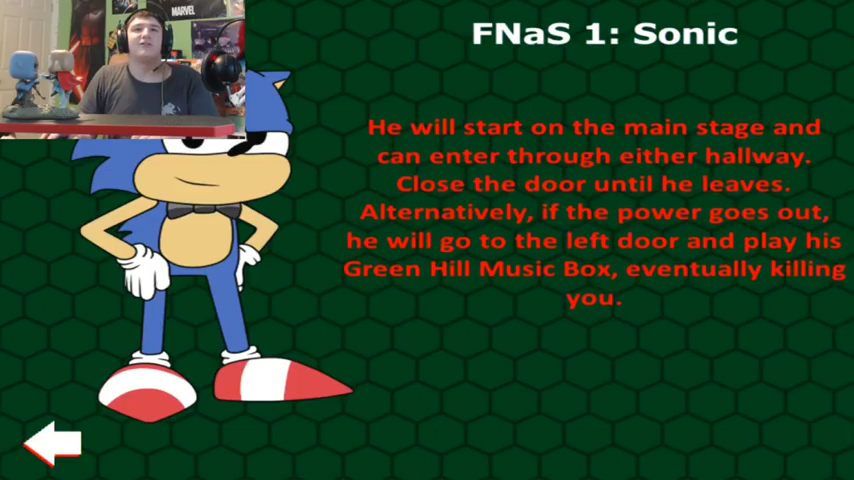 MARVEL
FNaS 1: Sonic
He will start on the main stage and
can enter through either hallway.
Close the door until he leaves.
Alternatively, if the power goes out,
he will go to the left door and play his
Green Hill Music Box, eventually killing
you.